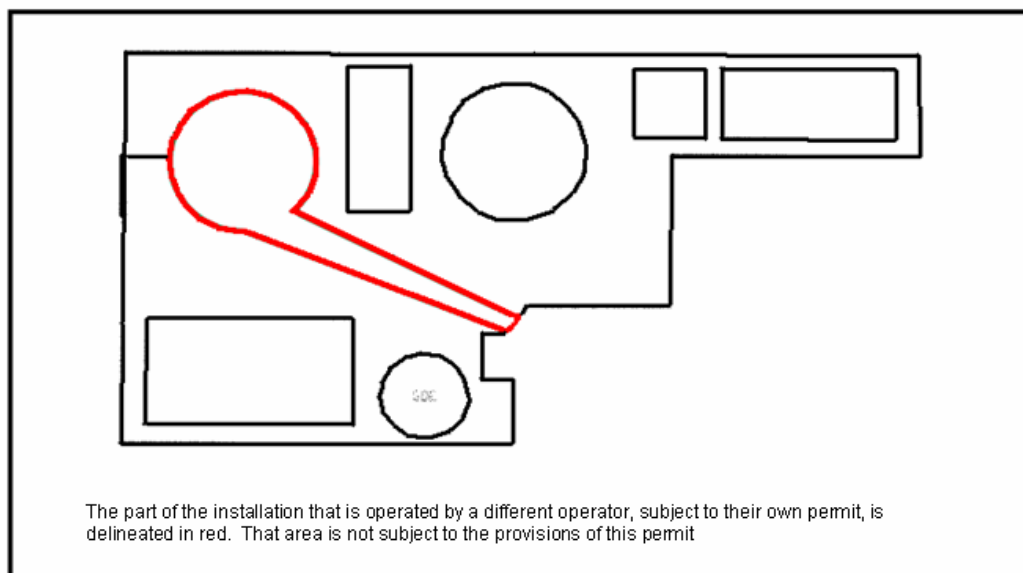 The part of the installation that is operated by a different operator, subject to their own permit, is
delineated in red.  That area is not subject to the provisions of this permit